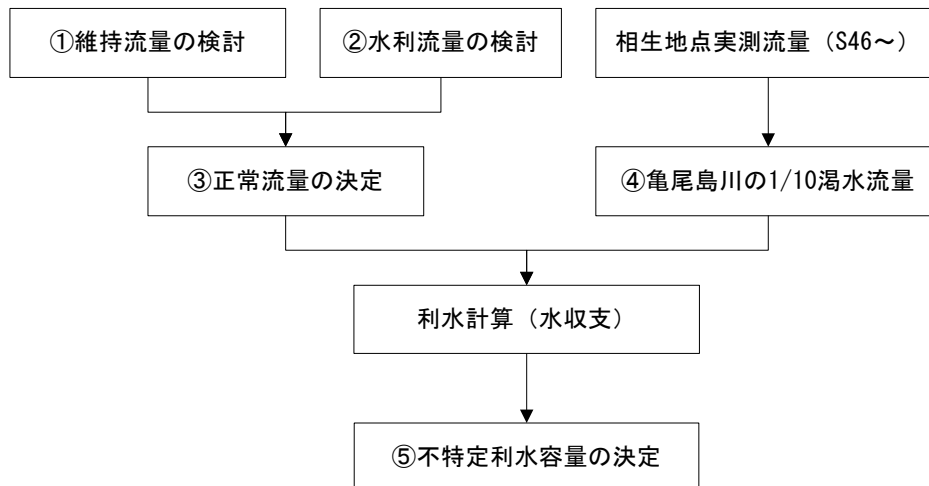 ①維持流量の検討
②水利流量の検討
相生地点実測流量（S46～）
③正常流量の決定
④亀尾島川の1/10渇水流量
利水計算（水収支）
⑤不特定利水容量の決定